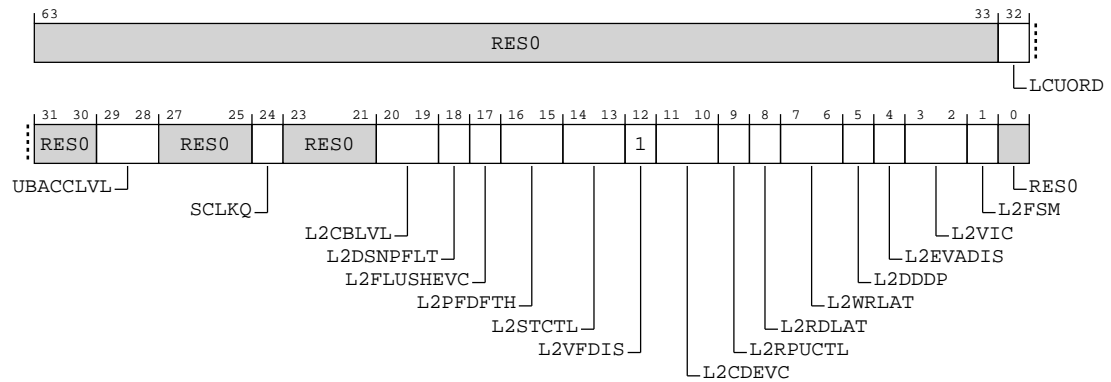 63 33 32
RES0
LCUORD
31 30 29 28 27 25 24 23 21 20 19 18 17 16 15 14 13 12 11 10 9 8 7 6 5 4 3 2 1 0
RES0 RES0 RES0 1
UBACCLVL RES0
SCLKQ L2FSM
L2CBLVL L2VIC
L2DSNPFLT L2EVADIS
L2FLUSHEVC L2DDDP
L2PFDFTH L2WRLAT
L2STCTL L2RDLAT
L2VFDIS L2RPUCTL
L2CDEVC